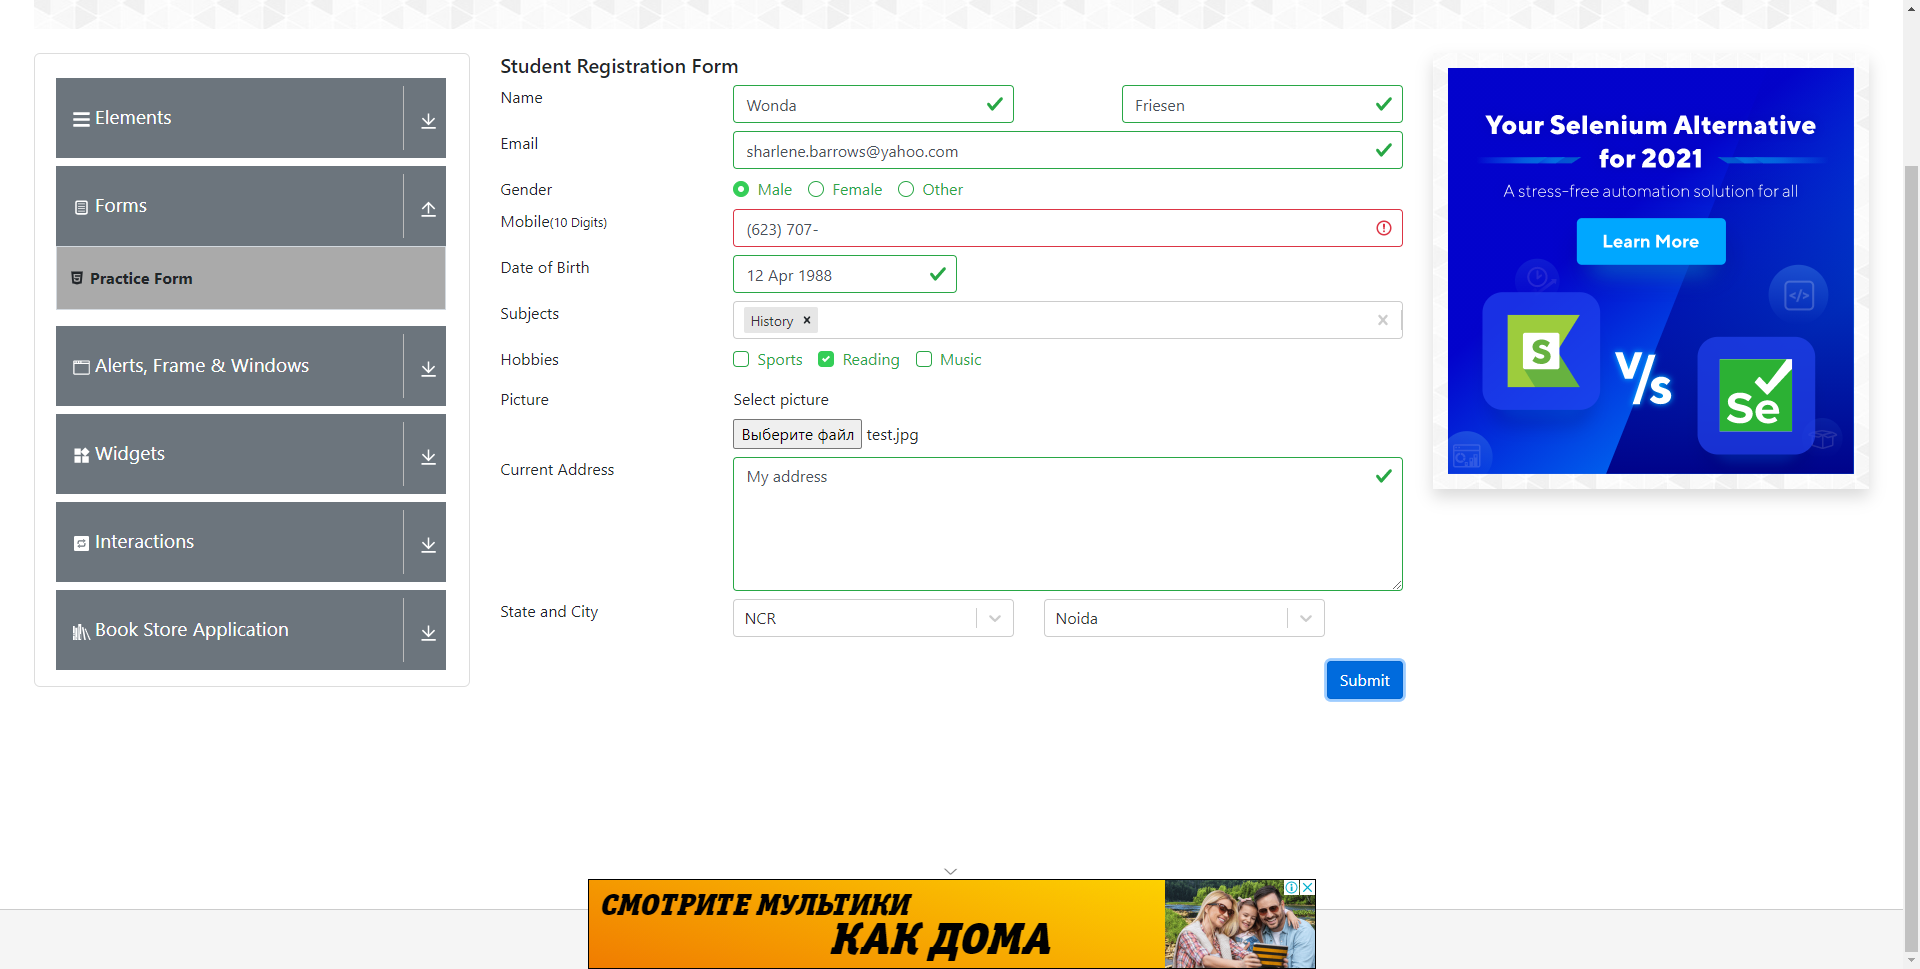 Elements
Forms
Practice Form
Alerts, Frame & Windows
Widgets
Interactions
Book Store Application
Student Registration Form
Name
Wonda
Friesen
Email
sharlene.barrows@yahoo.com
Gender
Male
Female
Other
Mobile(10 Digits)
(623) 707-
Date of Birth
12 Apr 1988
Subjects
History
Hobbies
Sports
Reading
Music
Picture
Select picture
Выберите файл test.jpg
Current Address
My address
State and City
NCR
Noida
Submit
Your Selenium Alternative
for 2021
A stress-free automation solution for all
Learn More
S
V/s
Se
СМОТРИТЕ МУЛЬТИКИ
КАК ДОМА